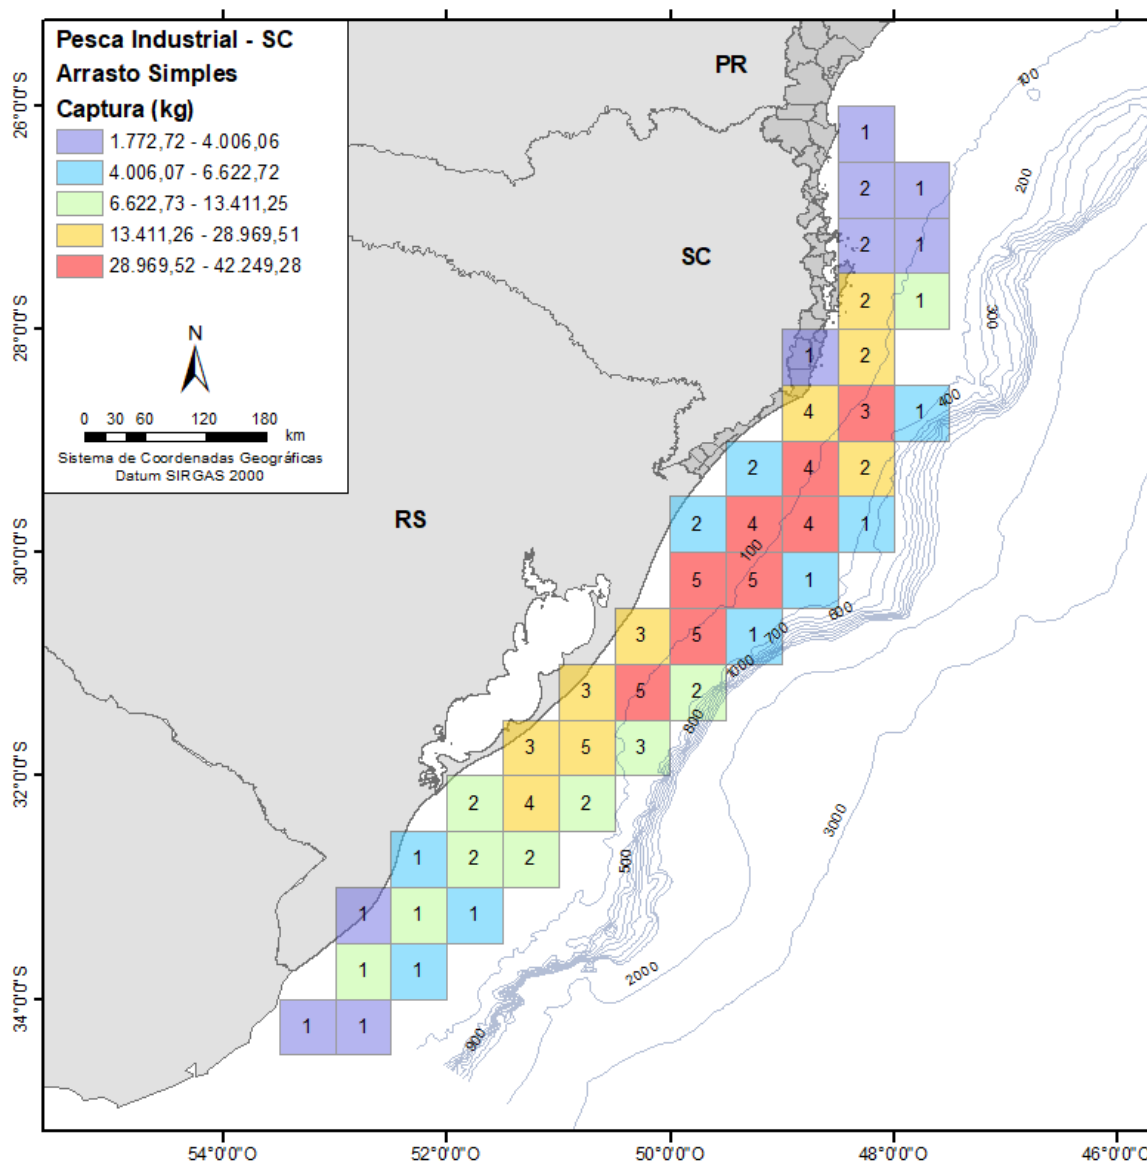 Pesca Industrial - SC
Arrasto Simples
Captura (kg)
1.772,72 - 4.006,06
4.006,07 - 6.622,72
6.622,73 - 13.411,25
13.411,26 - 28.969,51
28.969,52 - 42.249,28
N
0 30 60 120 180
km
Sistema de Coordenadas Geográficas
Datum SIRGAS 2000
PR
SC
RS
26°0'0"S
28°0'0"S
30°0'0"S
32°0'0"S
34°0'0"S
100
200
300
400
100
600
700
1000
800
500
3000
2000
900
1
2 1
2 1
2 1
1 2
4 3 1
2 4 2
2 4 4 1
5 5 1
3 5 1
3 5 2
3 5 3
2 4 2
1 2 2
1 1 1
1 1
1 1
54°0'0"O 52°0'0"O 50°0'0"O 48°0'0"O 46°0'0"O